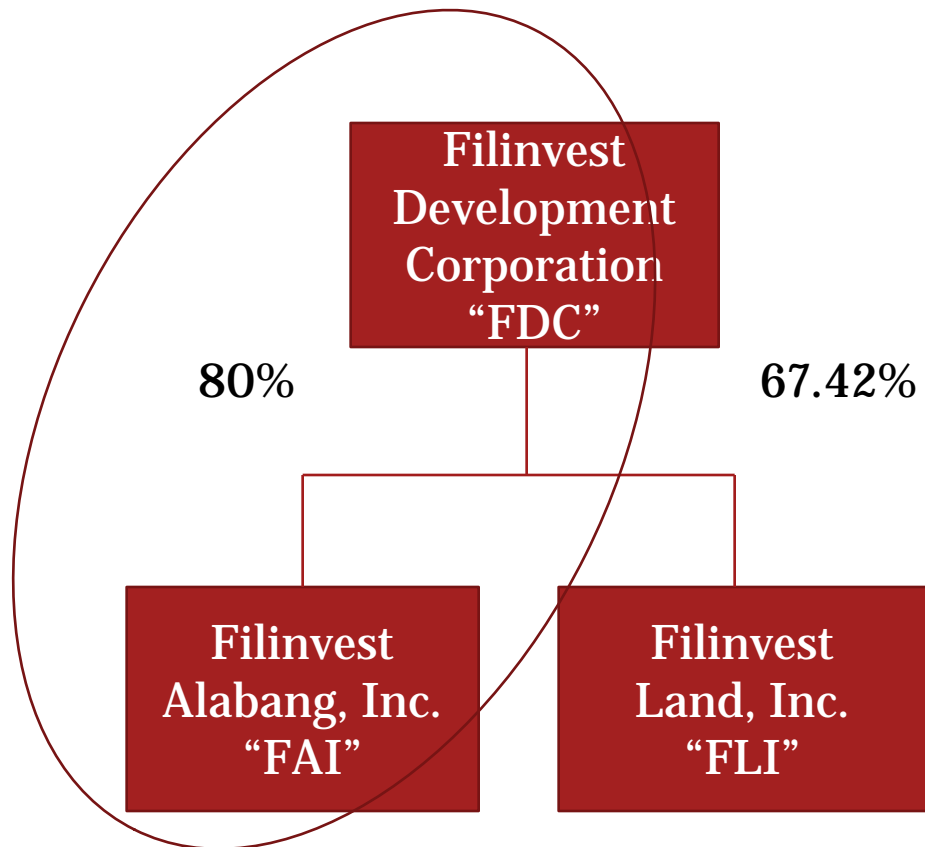 Filinvest
Development
Corporation
“FDC”
80%
67.42%
Filinvest
Alabang, Inc.
“FAI”
Filinvest
Land, Inc.
“FLI”